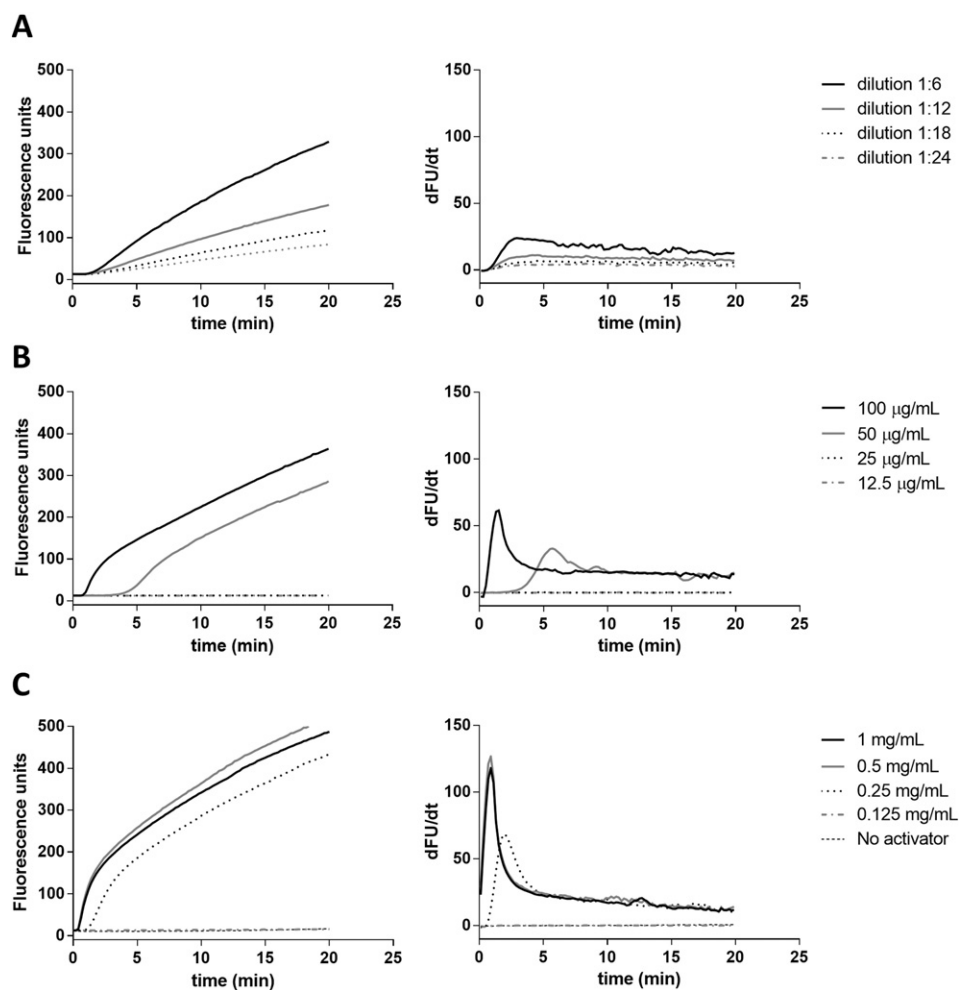 A
Fluorescence units
500
400
300
200
100
0
0 5 10 15 20 25
time (min)
dFU/dt
150
100
50
0
0 5 10 15 20 25
time (min)
dilution 1:6
dilution 1:12
dilution 1:18
dilution 1:24
B
Fluorescence units
500
400
300
200
100
0
0 5 10 15 20 25
time (min)
dFU/dt
150
100
50
0
0 5 10 15 20 25
time (min)
100 μg/mL
50 μg/mL
25 μg/mL
12.5 μg/mL
C
Fluorescence units
500
400
300
200
100
0
0 5 10 15 20 25
time (min)
dFU/dt
150
100
50
0
0 5 10 15 20 25
time (min)
1 mg/mL
0.5 mg/mL
0.25 mg/mL
0.125 mg/mL
No activator